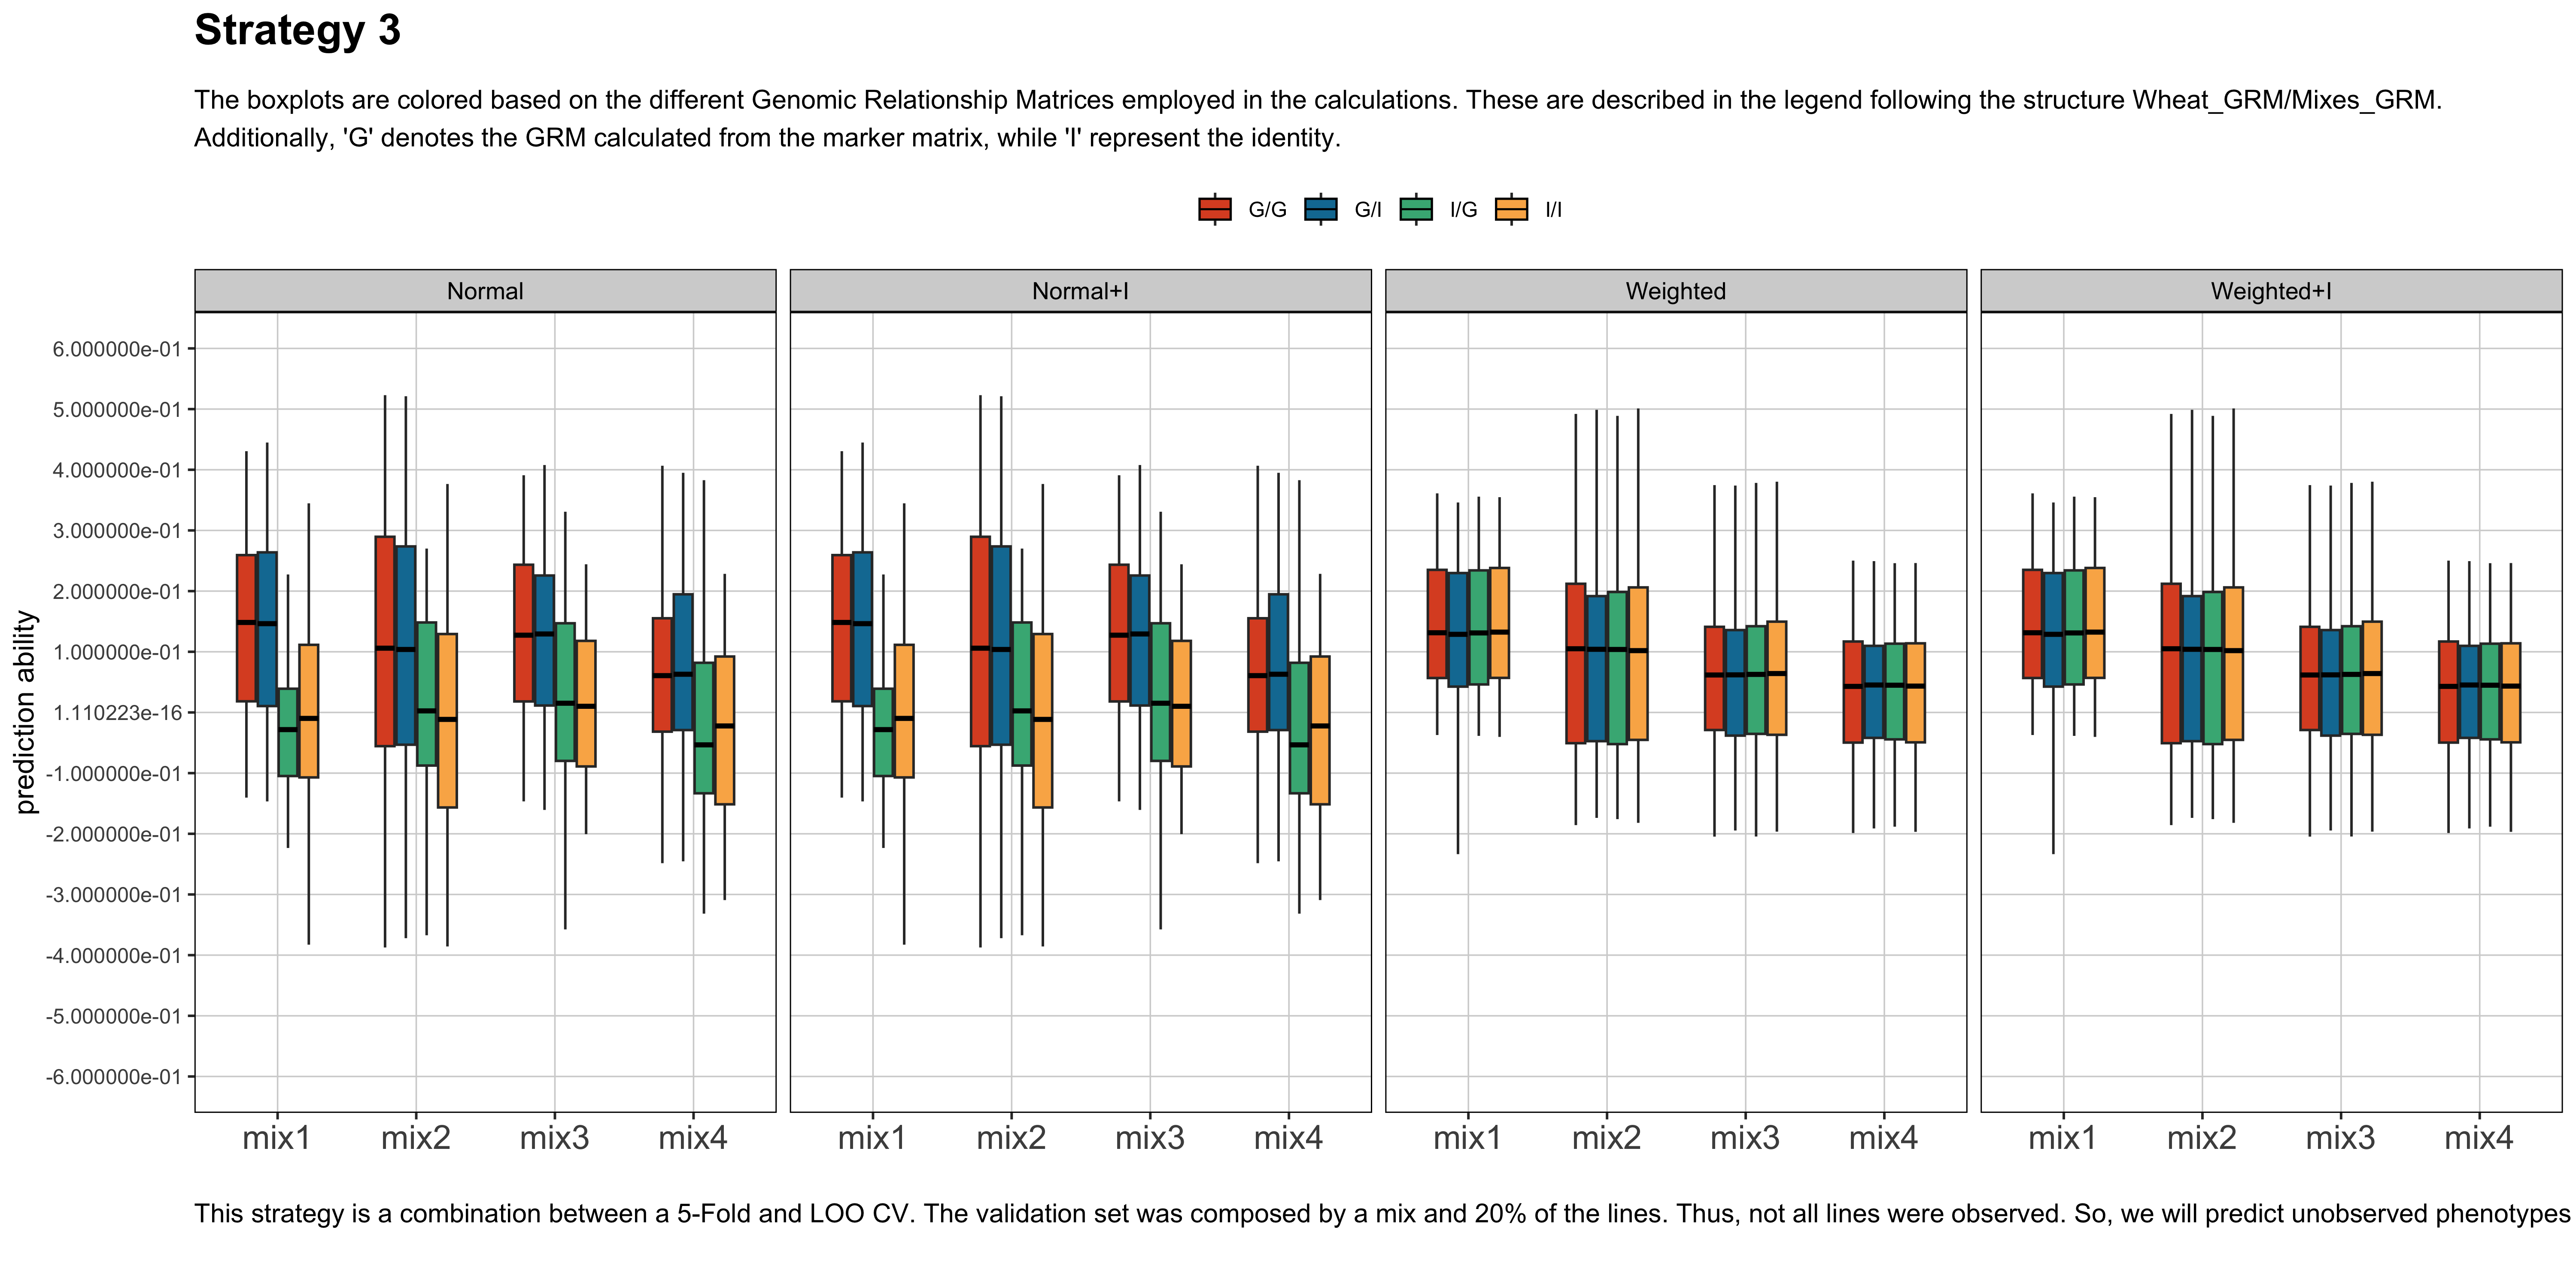 Strategy 3
The boxplots are colored based on the different Genomic Relationship Matrices employed in the calculations. These are described in the legend following the structure Wheat_GRM/Mixes_GRM.
Additionally, 'G' denotes the GRM calculated from the marker matrix, while 'I' represent the identity.
G/G G/I I/G I/I
Normal Normal+I Weighted Weighted+I
prediction ability
6.000000e-01
5.000000e-01
4.000000e-01
3.000000e-01
2.000000e-01
1.000000e-01
1.110223e-16
-1.000000e-01
-2.000000e-01
-3.000000e-01
-4.000000e-01
-5.000000e-01
-6.000000e-01
mix1 mix2 mix3 mix4 mix1 mix2 mix3 mix4 mix1 mix2 mix3 mix4 mix1 mix2 mix3 mix4
This strategy is a combination between a 5-Fold and LOO CV. The validation set was composed by a mix and 20% of the lines. Thus, not all lines were observed. So, we will predict unobserved phenotypes